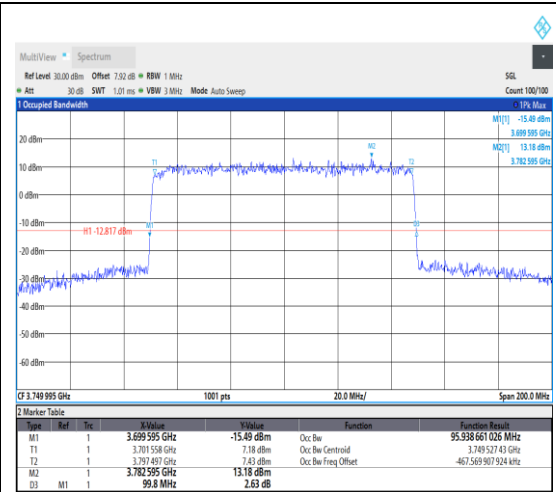 MultiView Spectrum
Ref Level 30.00 dBm Offset 7.92 dB RBW 1 MHz SGL
Att 30 dB SWT 1.01 ms VBW 3 MHz Mode Auto Sweep Count 100/100
1 Occupied Bandwidth 1Pk Max
M1[1] -15.49 dBm
3.699 595 GHz
M2[1] 13.18 dBm
3.782 595 GHz
20 dBm
M2
T1 T2
10 dBm
0 dBm
-10 dBm
M1 D3
H1 -12.817 dBm
-20 dBm
-30 dBm
-40 dBm
-50 dBm
-60 dBm
CF 3.749 995 GHz 1001 pts 20.0 MHz/ Span 200.0 MHz
2 Marker Table
Type Ref Trc X-Value Y-Value Function Function Result
M1 1 3.699 595 GHz -15.49 dBm Occ Bw 95.938 661 026 MHz
T1 1 3.701 558 GHz 7.18 dBm Occ Bw Centroid 3.749 527 43 GHz
T2 1 3.797 497 GHz 7.43 dBm Occ Bw Freq Offset -467.569 907 924 kHz
M2 1 3.782 595 GHz 13.18 dBm
D3 M1 1 99.8 MHz 2.63 dB